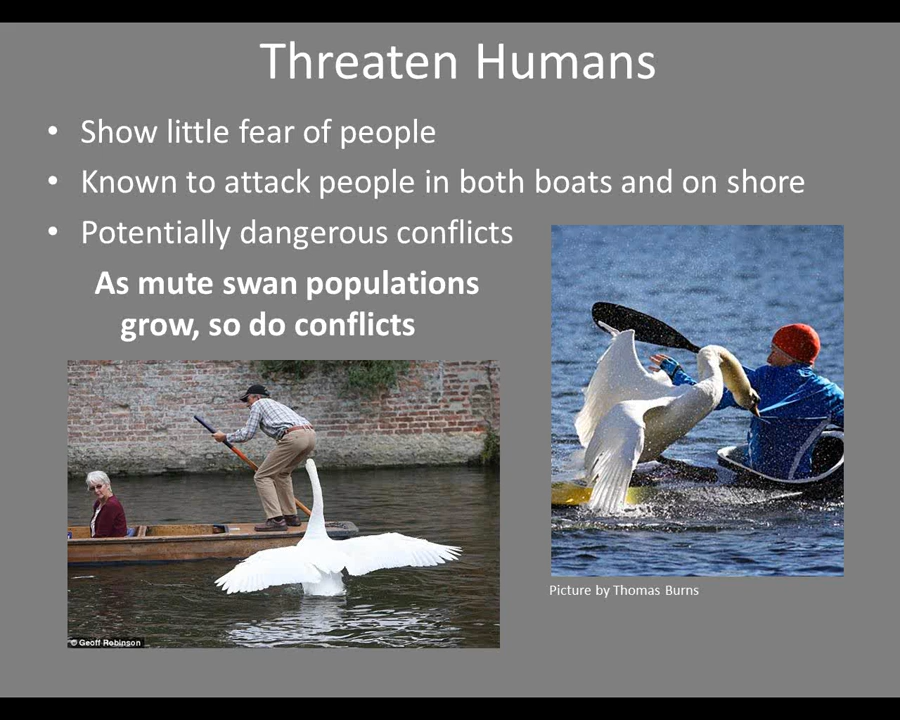 Threaten Humans
• Show little fear of people
• Known to attack people in both boats and on shore
• Potentially dangerous conflicts
As mute swan populations
grow, so do conflicts
Picture by Thomas Burns
© Geoff Robinson